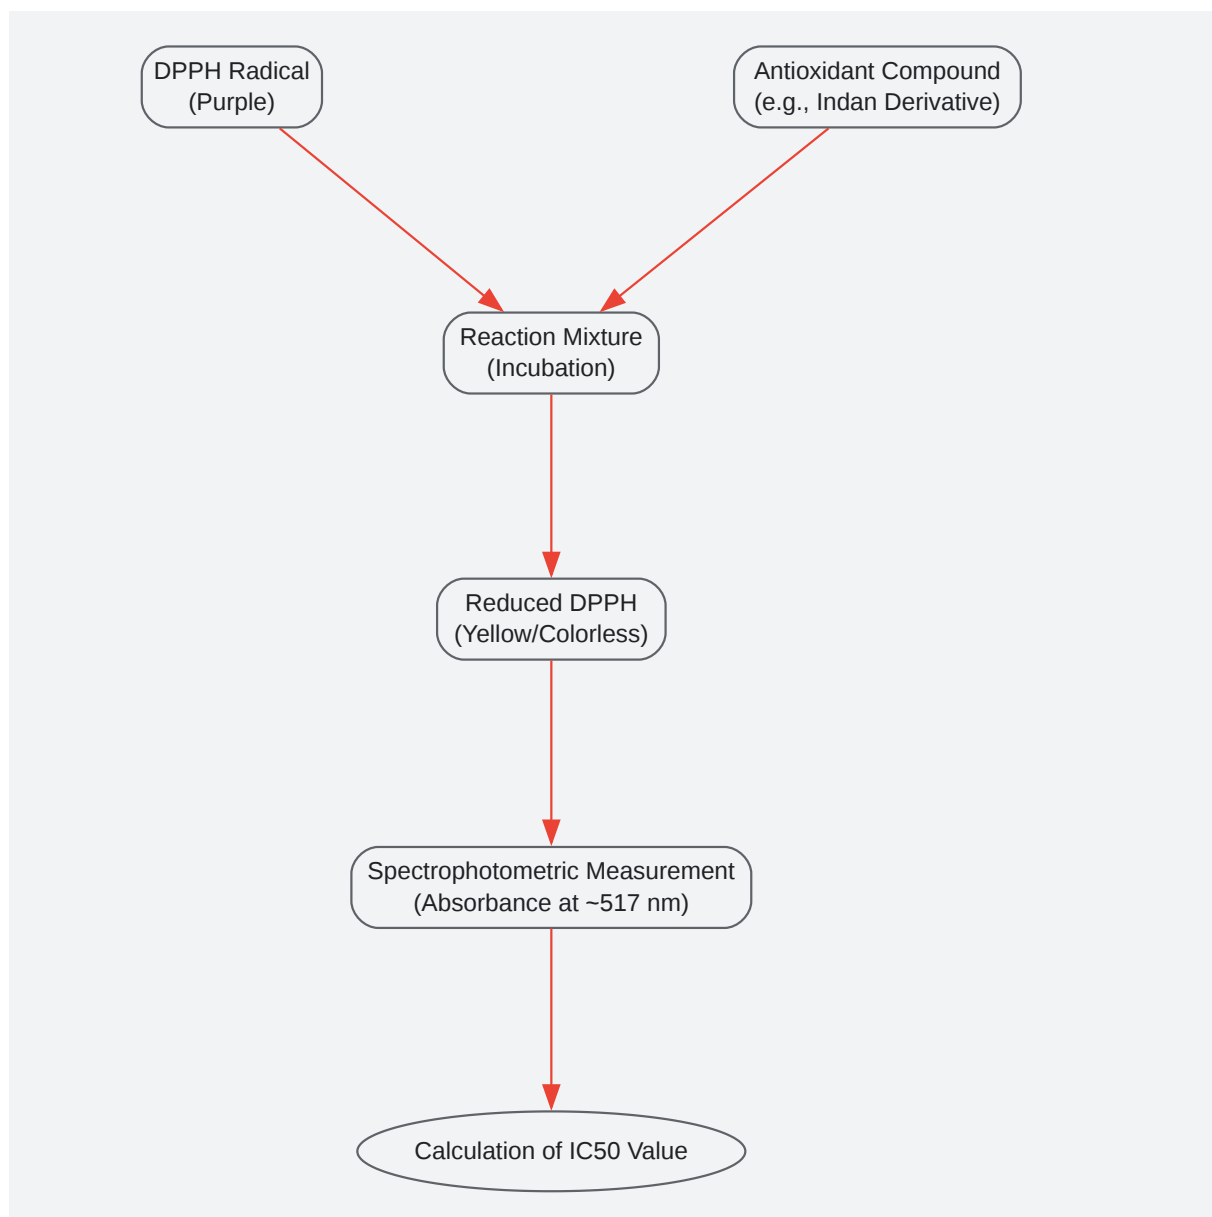 DPPH Radical
(Purple)
Antioxidant Compound
(e.g., Indan Derivative)
Reaction Mixture
(Incubation)
Reduced DPPH
(Yellow/Colorless)
Spectrophotometric Measurement
(Absorbance at ~517 nm)
Calculation of IC50 Value